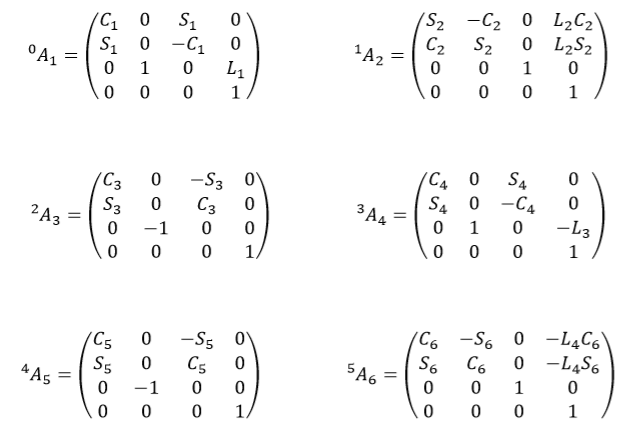 ⁰A₁ = ( C₁ 0 S₁ 0
S₁ 0 −C₁ 0
0 1 0 L₁
0 0 0 1 )
¹A₂ = ( S₂ −C₂ 0 L₂C₂
C₂ S₂ 0 L₂S₂
0 0 1 0
0 0 0 1 )
²A₃ = ( C₃ 0 −S₃ 0
S₃ 0 C₃ 0
0 −1 0 0
0 0 0 1 )
³A₄ = ( C₄ 0 S₄ 0
S₄ 0 −C₄ 0
0 1 0 −L₃
0 0 0 1 )
⁴A₅ = ( C₅ 0 −S₅ 0
S₅ 0 C₅ 0
0 −1 0 0
0 0 0 1 )
⁵A₆ = ( C₆ −S₆ 0 −L₄C₆
S₆ C₆ 0 −L₄S₆
0 0 1 0
0 0 0 1 )